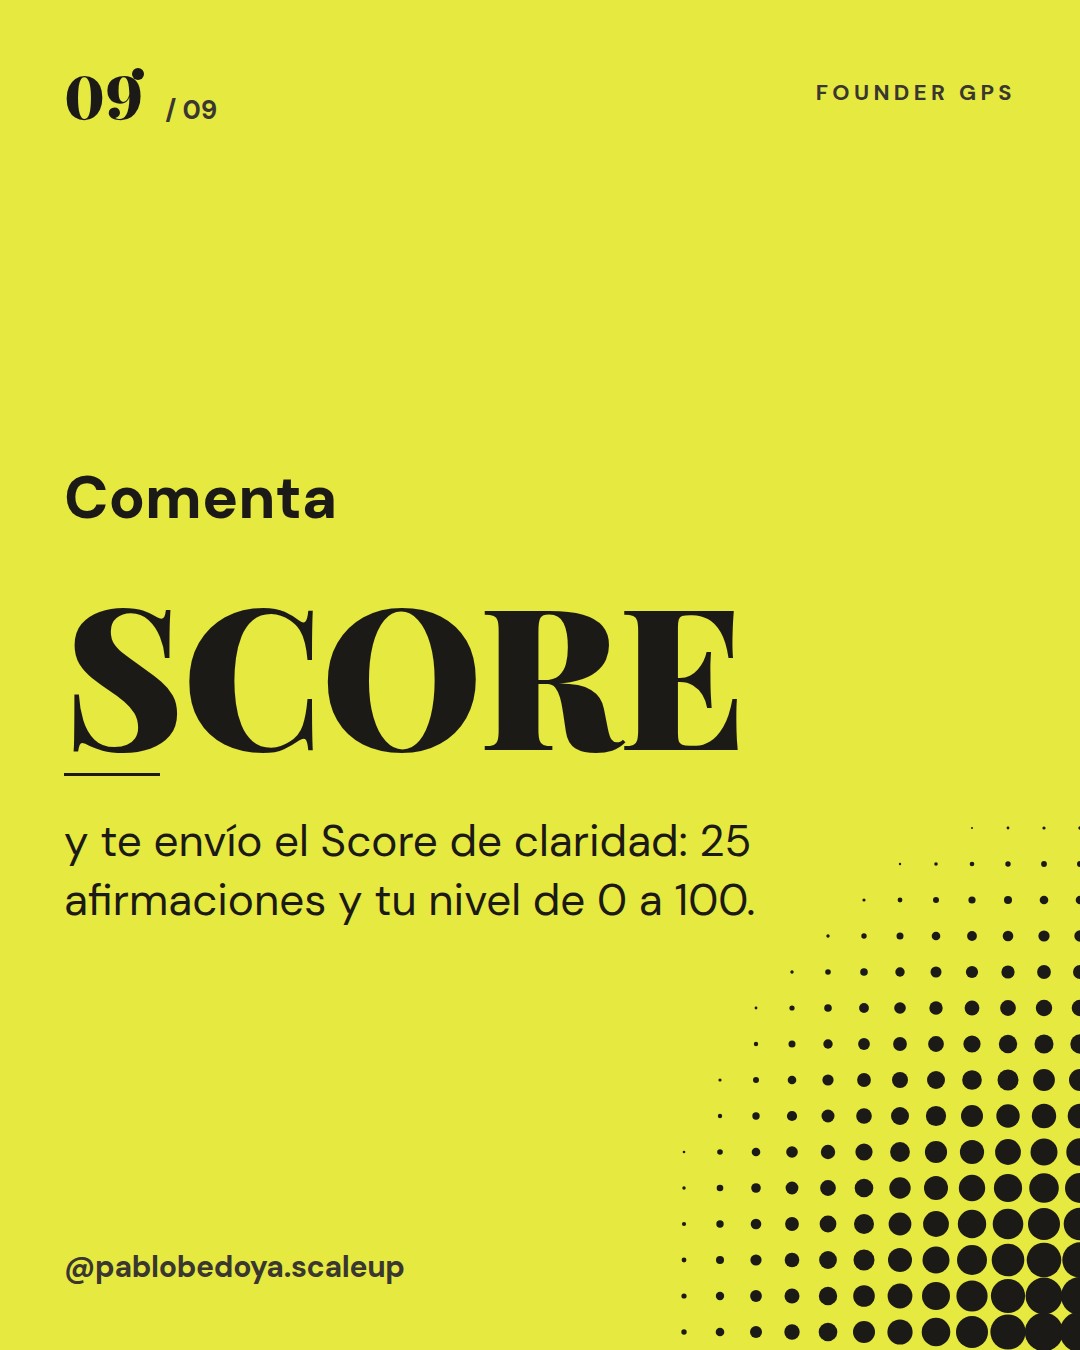 09 / 09
FOUNDER GPS
Comenta
SCORE
y te envío el Score de claridad: 25
afirmaciones y tu nivel de 0 a 100.
@pablobedoya.scaleup